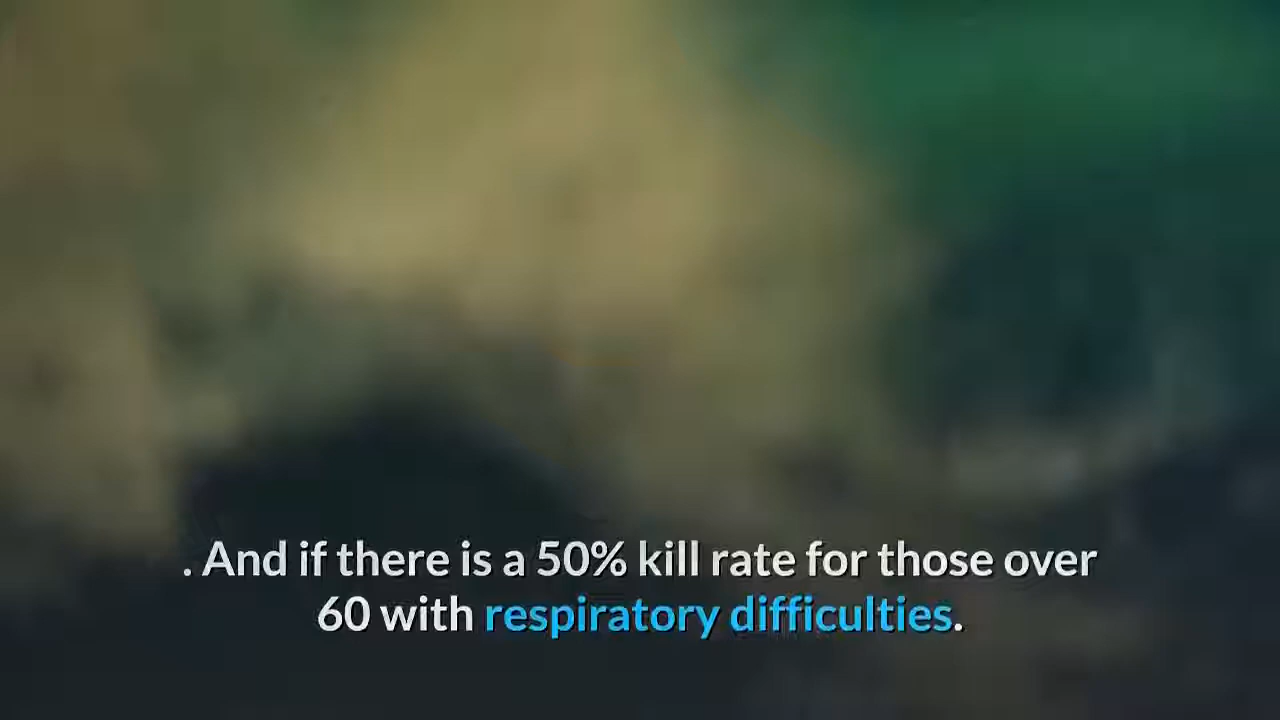 . And if there is a 50% kill rate for those over
60 with respiratory difficulties.